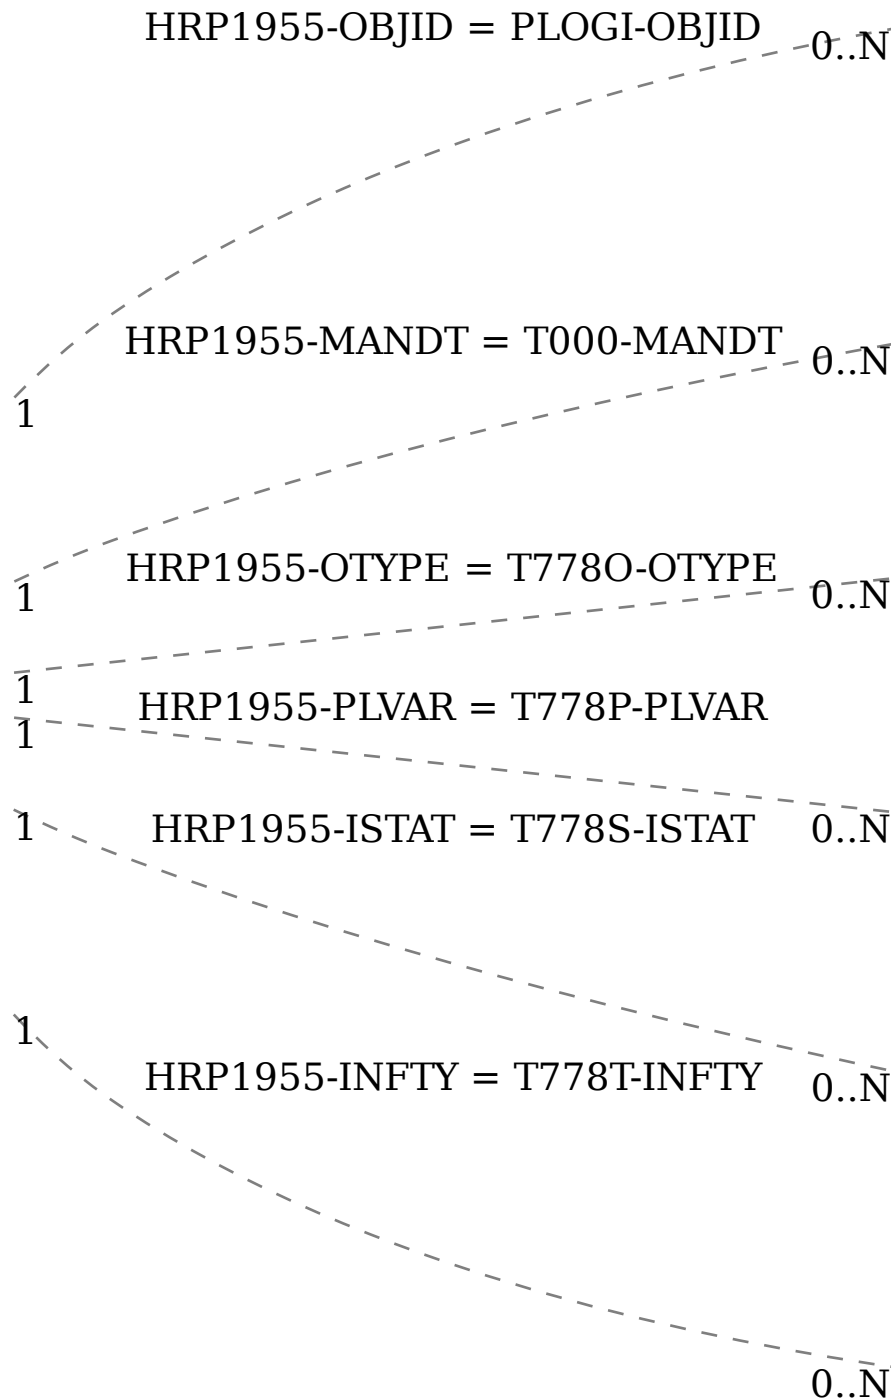 HRP1955-OBJID = PLOGI-OBJID
0..N
HRP1955-MANDT = T000-MANDT
0..N
1
HRP1955-OTYPE = T778O-OTYPE
0..N
1
1
HRP1955-PLVAR = T778P-PLVAR
1
1
HRP1955-ISTAT = T778S-ISTAT
0..N
1
HRP1955-INFTY = T778T-INFTY
0..N
0..N